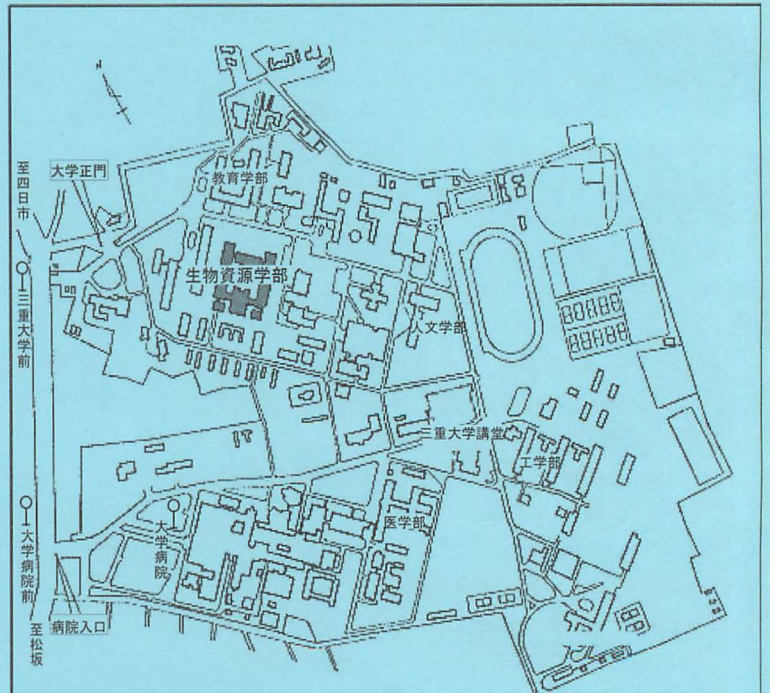 N
至四日市
大学正門
教育学部
生物資源学部
三重大学前
人文学部
三重大学講堂
工学部
医学部
大学病院
大学病院前
病院入口
至松坂